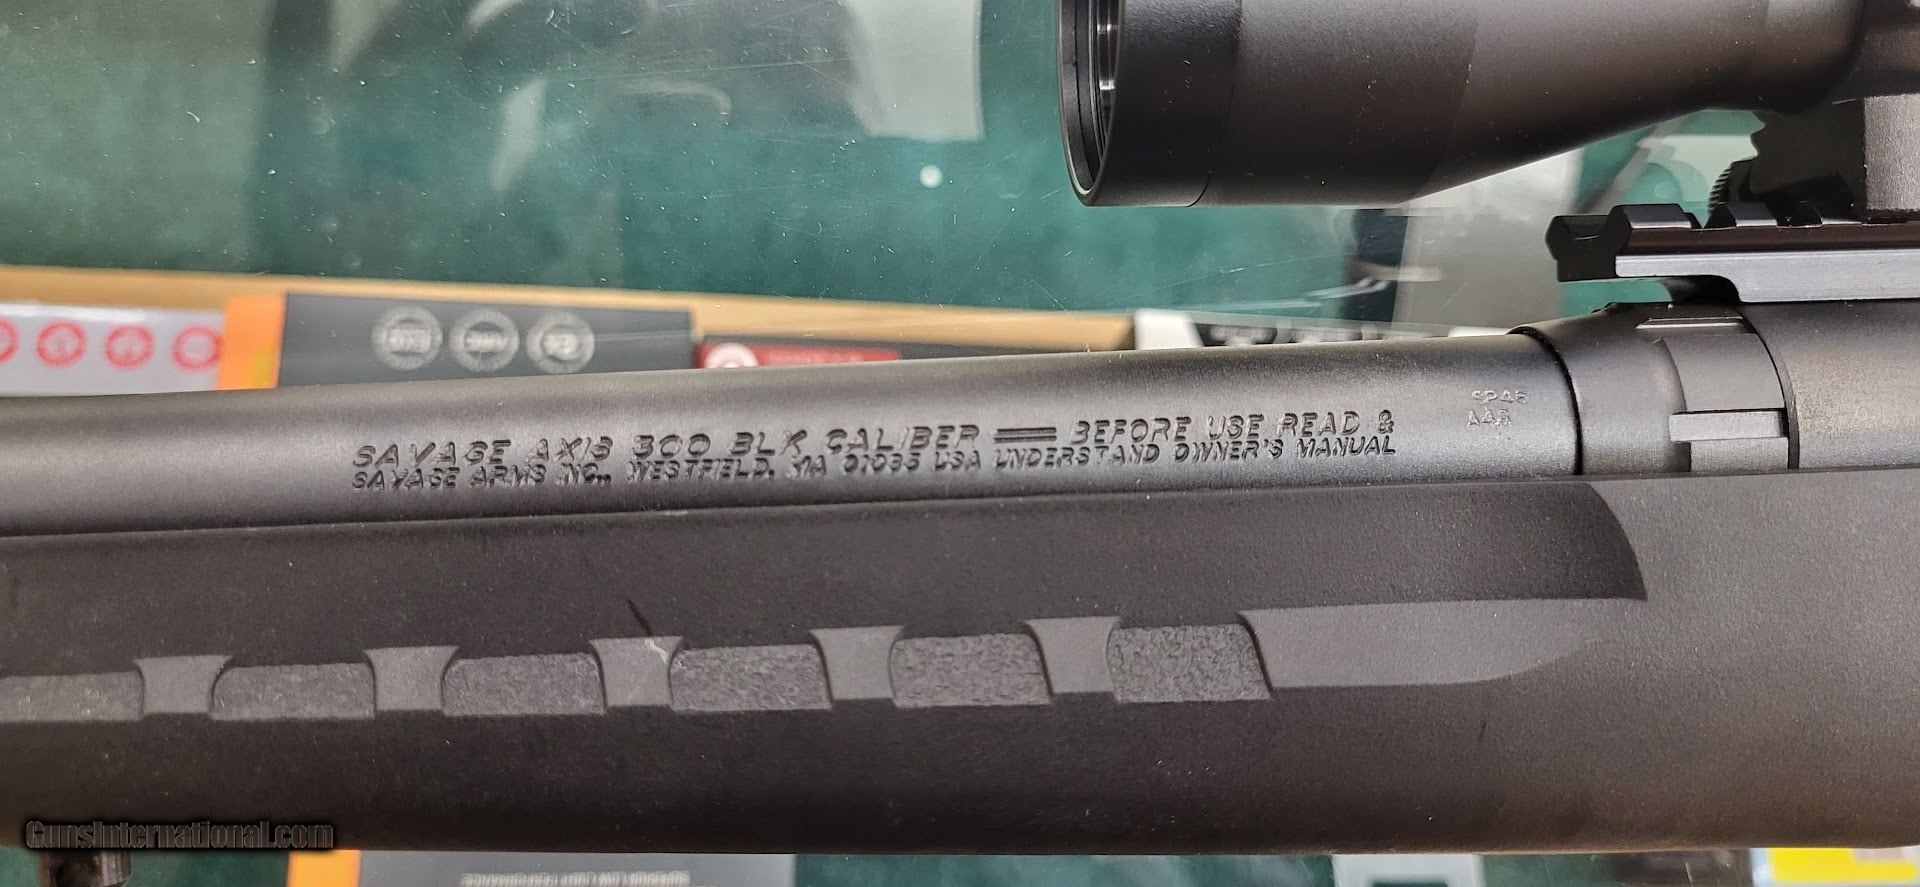 SAVAGE AXIS 300 BLK CALIBER BEFORE USE READ &
SAVAGE ARMS INC., WESTFIELD, MA 01085 USA UNDERSTAND OWNER'S MANUAL
SP46
GunsInternational.com